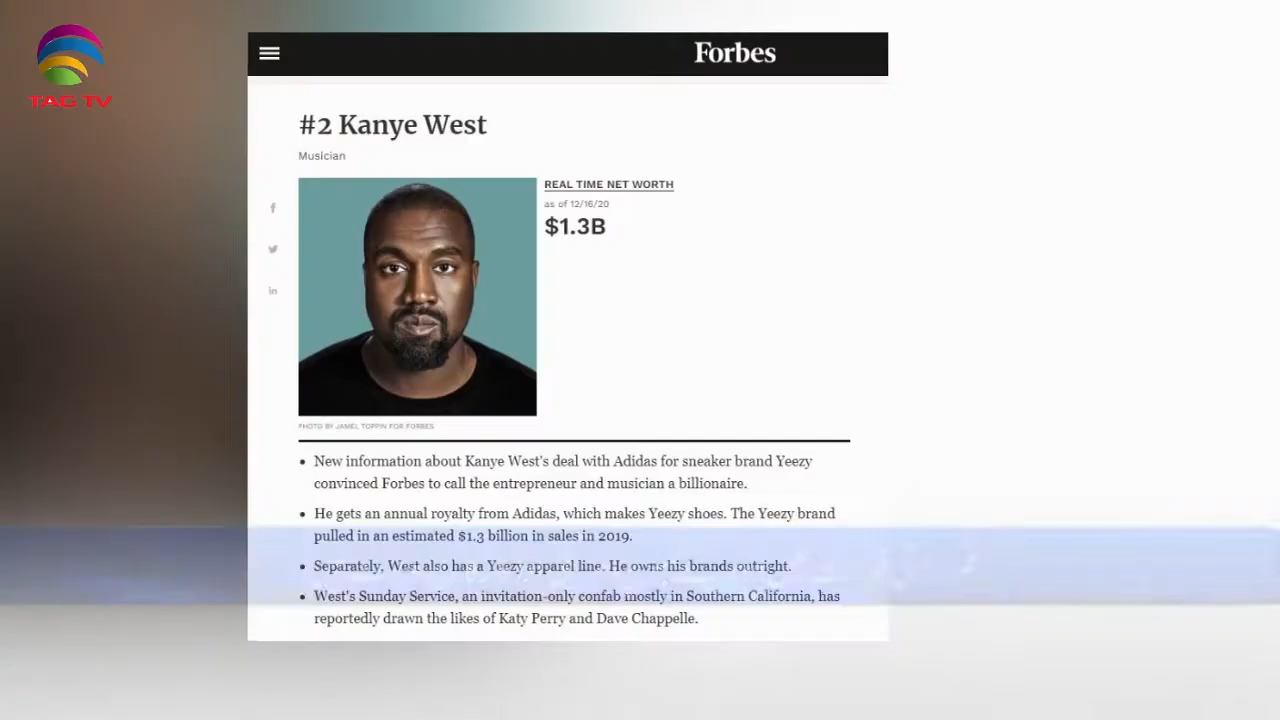 TAG TV
Forbes
#2 Kanye West
Musician
REAL TIME NET WORTH
as of 12/16/20
$1.3B
PHOTO BY JAMEL TOPPIN FOR FORBES
• New information about Kanye West's deal with Adidas for sneaker brand Yeezy
convinced Forbes to call the entrepreneur and musician a billionaire.
• He gets an annual royalty from Adidas, which makes Yeezy shoes. The Yeezy brand
pulled in an estimated $1.3 billion in sales in 2019.
• Separately, West also has a Yeezy apparel line. He owns his brands outright.
• West's Sunday Service, an invitation-only confab mostly in Southern California, has
reportedly drawn the likes of Katy Perry and Dave Chappelle.